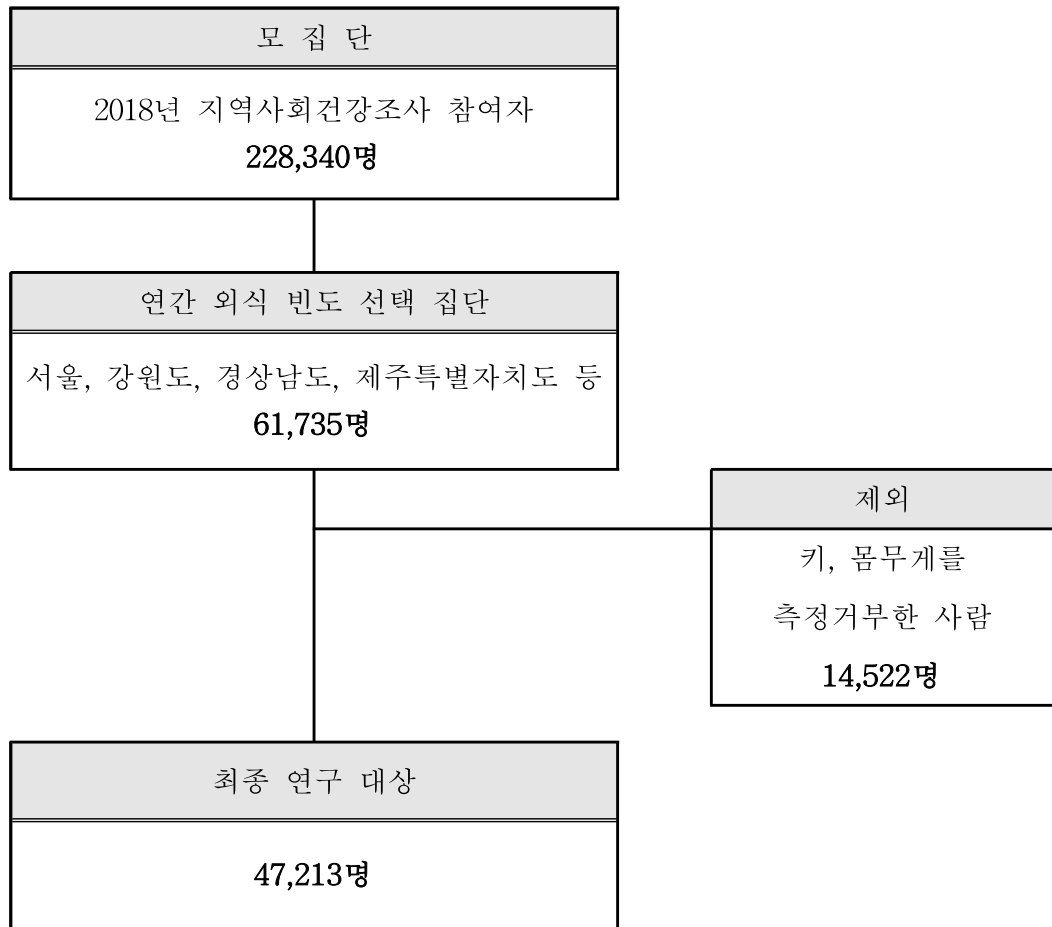 모 집 단
2018년 지역사회건강조사 참여자
228,340명
연간 외식 빈도 선택 집단
서울, 강원도, 경상남도, 제주특별자치도 등
61,735명
제외
키, 몸무게를
측정거부한 사람
14,522명
최종 연구 대상
47,213명